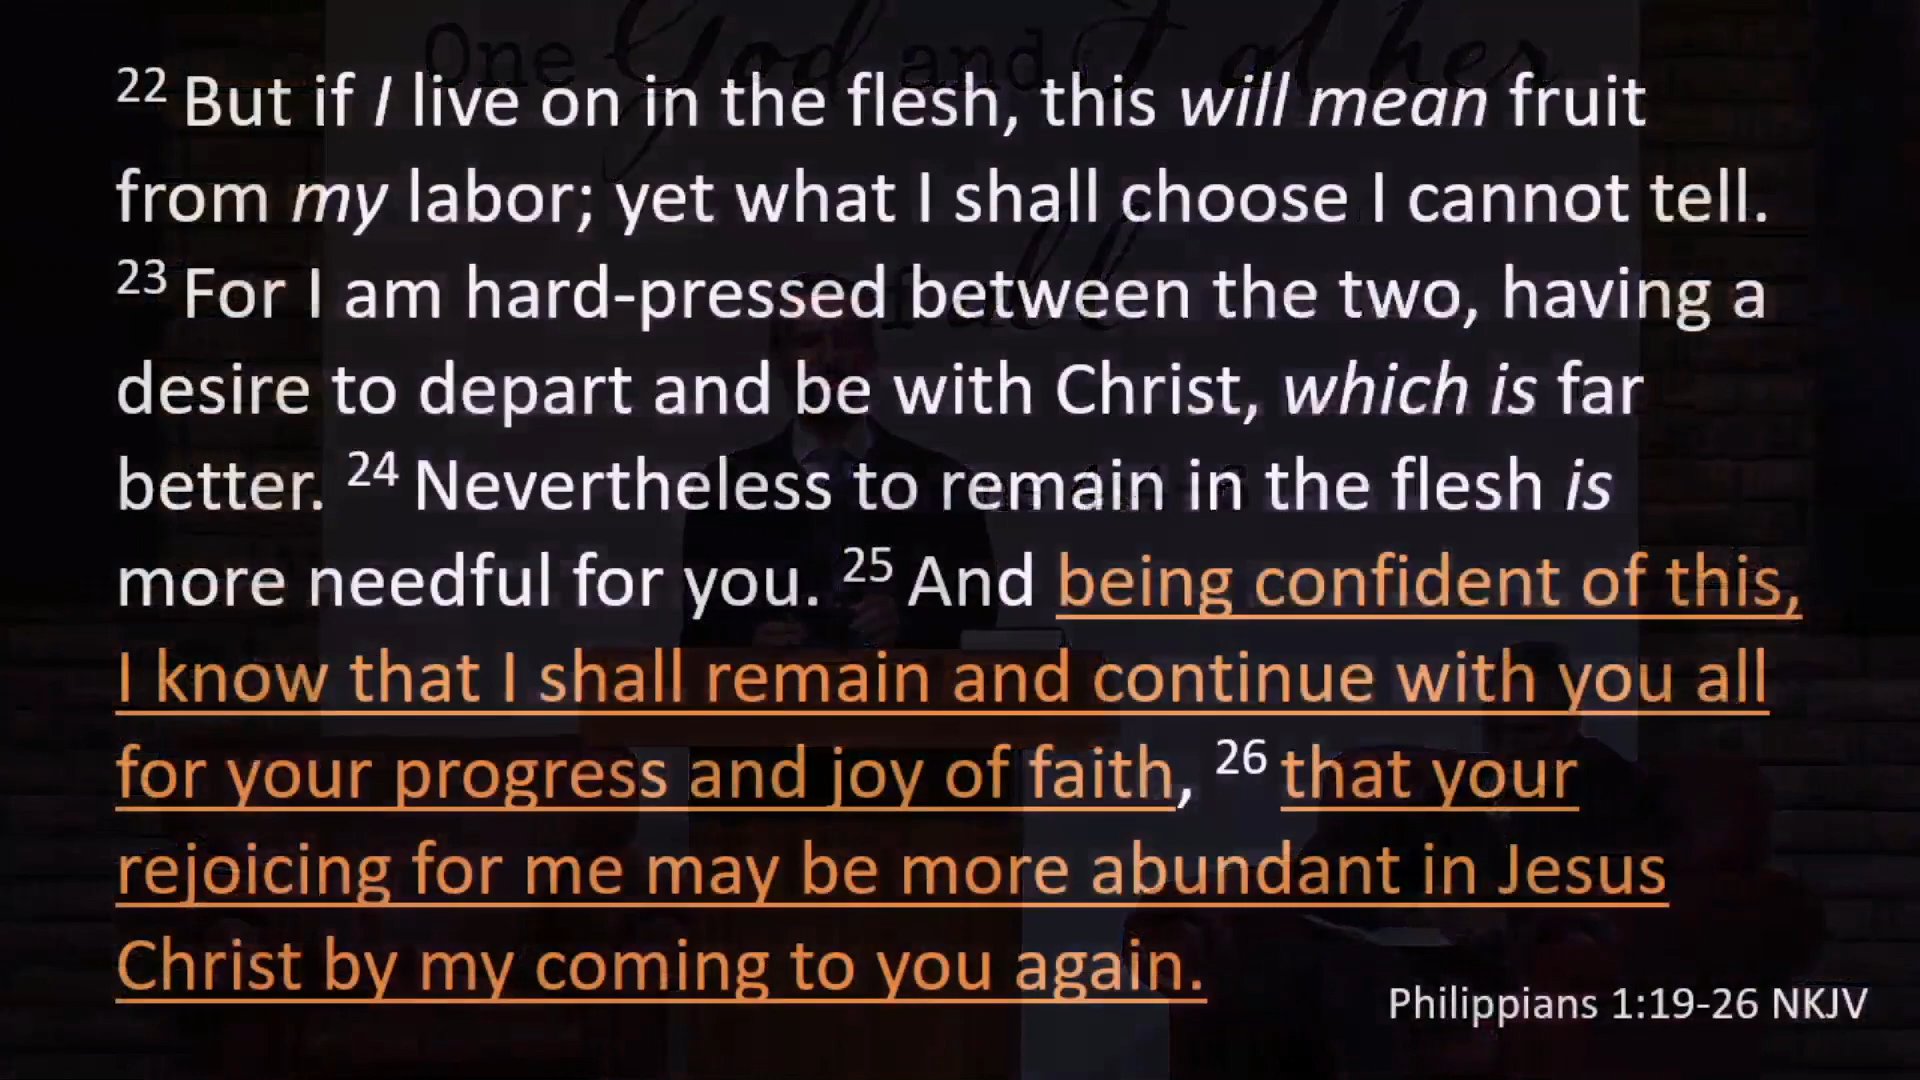 One God and Father
22 But if I live on in the flesh, this will mean fruit
from my labor; yet what I shall choose I cannot tell.
23 For I am hard-pressed between the two, having a
desire to depart and be with Christ, which is far
better. 24 Nevertheless to remain in the flesh is
more needful for you. 25 And being confident of this,
I know that I shall remain and continue with you all
for your progress and joy of faith, 26 that your
rejoicing for me may be more abundant in Jesus
Christ by my coming to you again.
Philippians 1:19-26 NKJV